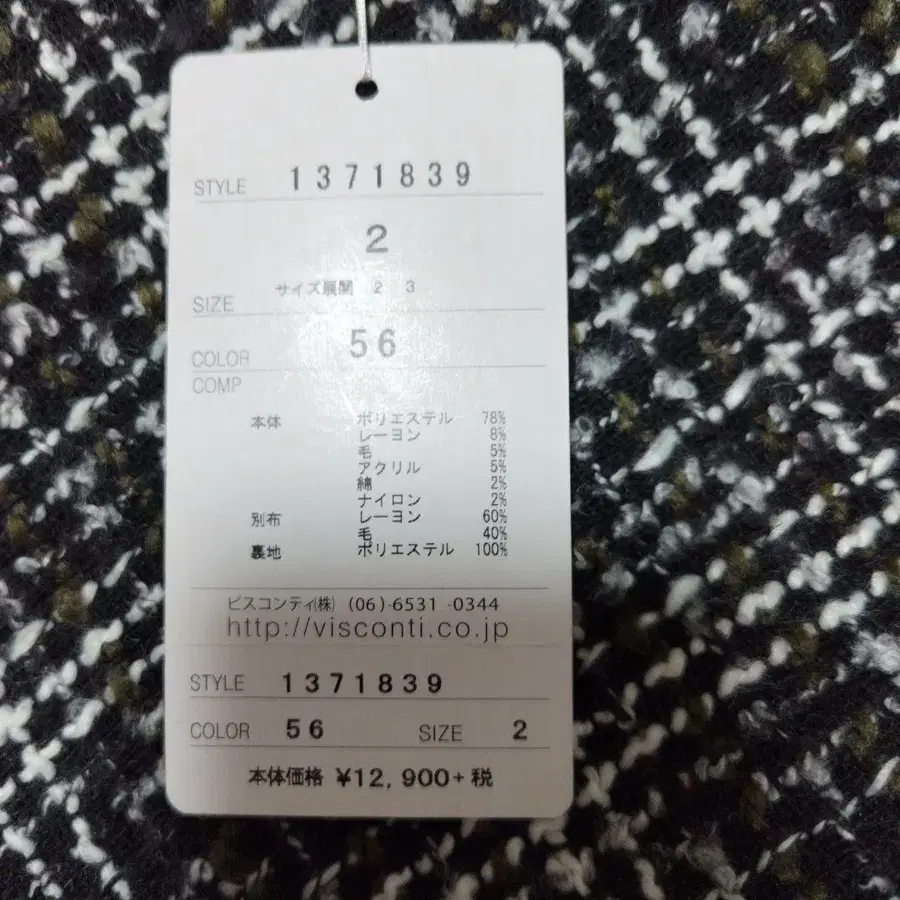 STYLE 1371839
2
SIZE サイズ展開 2 3
COLOR 56
COMP
本体 ポリエステル 78%
レーヨン 8%
毛 5%
アクリル 5%
綿 2%
ナイロン 2%
別布 レーヨン 60%
毛 40%
裏地 ポリエステル 100%
ビスコンティ(株) (06)-6531-0344
http://visconti.co.jp
STYLE 1371839
COLOR 56 SIZE 2
本体価格 ¥12,900+税